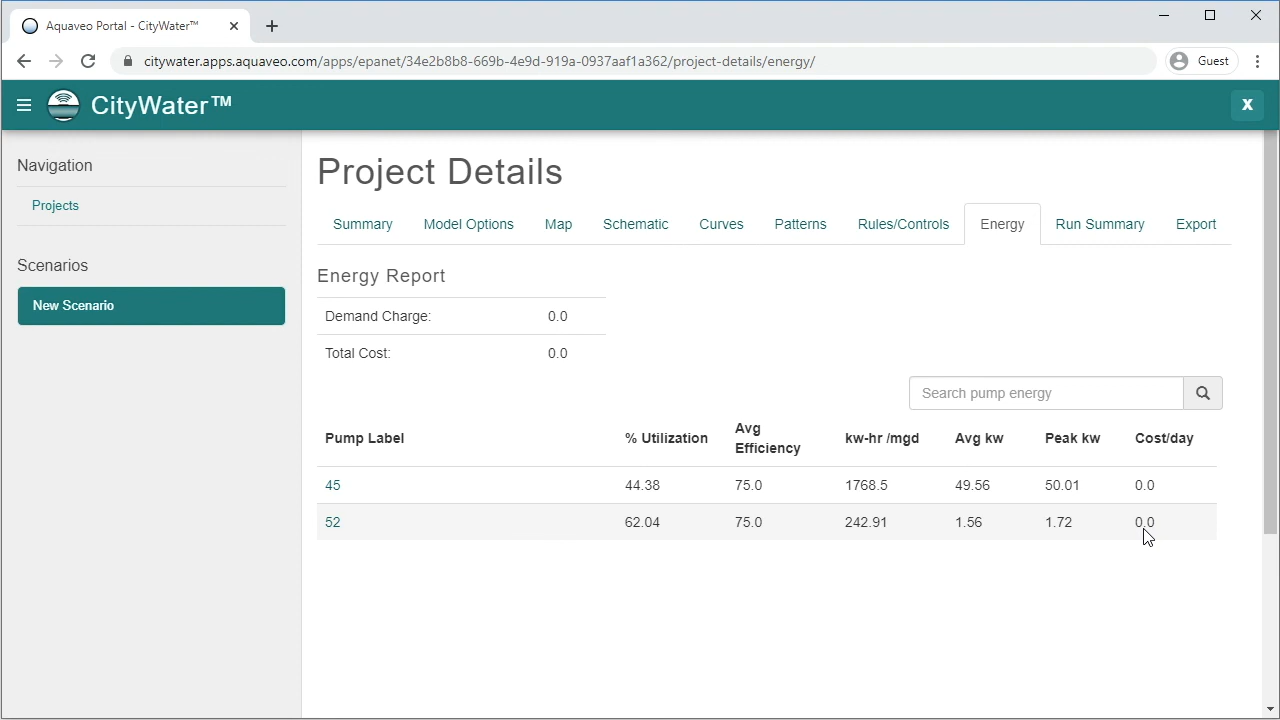 Aquaveo Portal - CityWater™
citywater.apps.aquaveo.com/apps/epanet/34e2b8b8-669b-4e9d-919a-0937aaf1a362/project-details/energy/
Guest
CityWater™
X
Navigation
Projects
Scenarios
New Scenario
Project Details
Summary Model Options Map Schematic Curves Patterns Rules/Controls Energy Run Summary Export
Energy Report
Demand Charge: 0.0
Total Cost: 0.0
Search pump energy
Pump Label % Utilization Avg Efficiency kw-hr /mgd Avg kw Peak kw Cost/day
45 44.38 75.0 1768.5 49.56 50.01 0.0
52 62.04 75.0 242.91 1.56 1.72 0.0